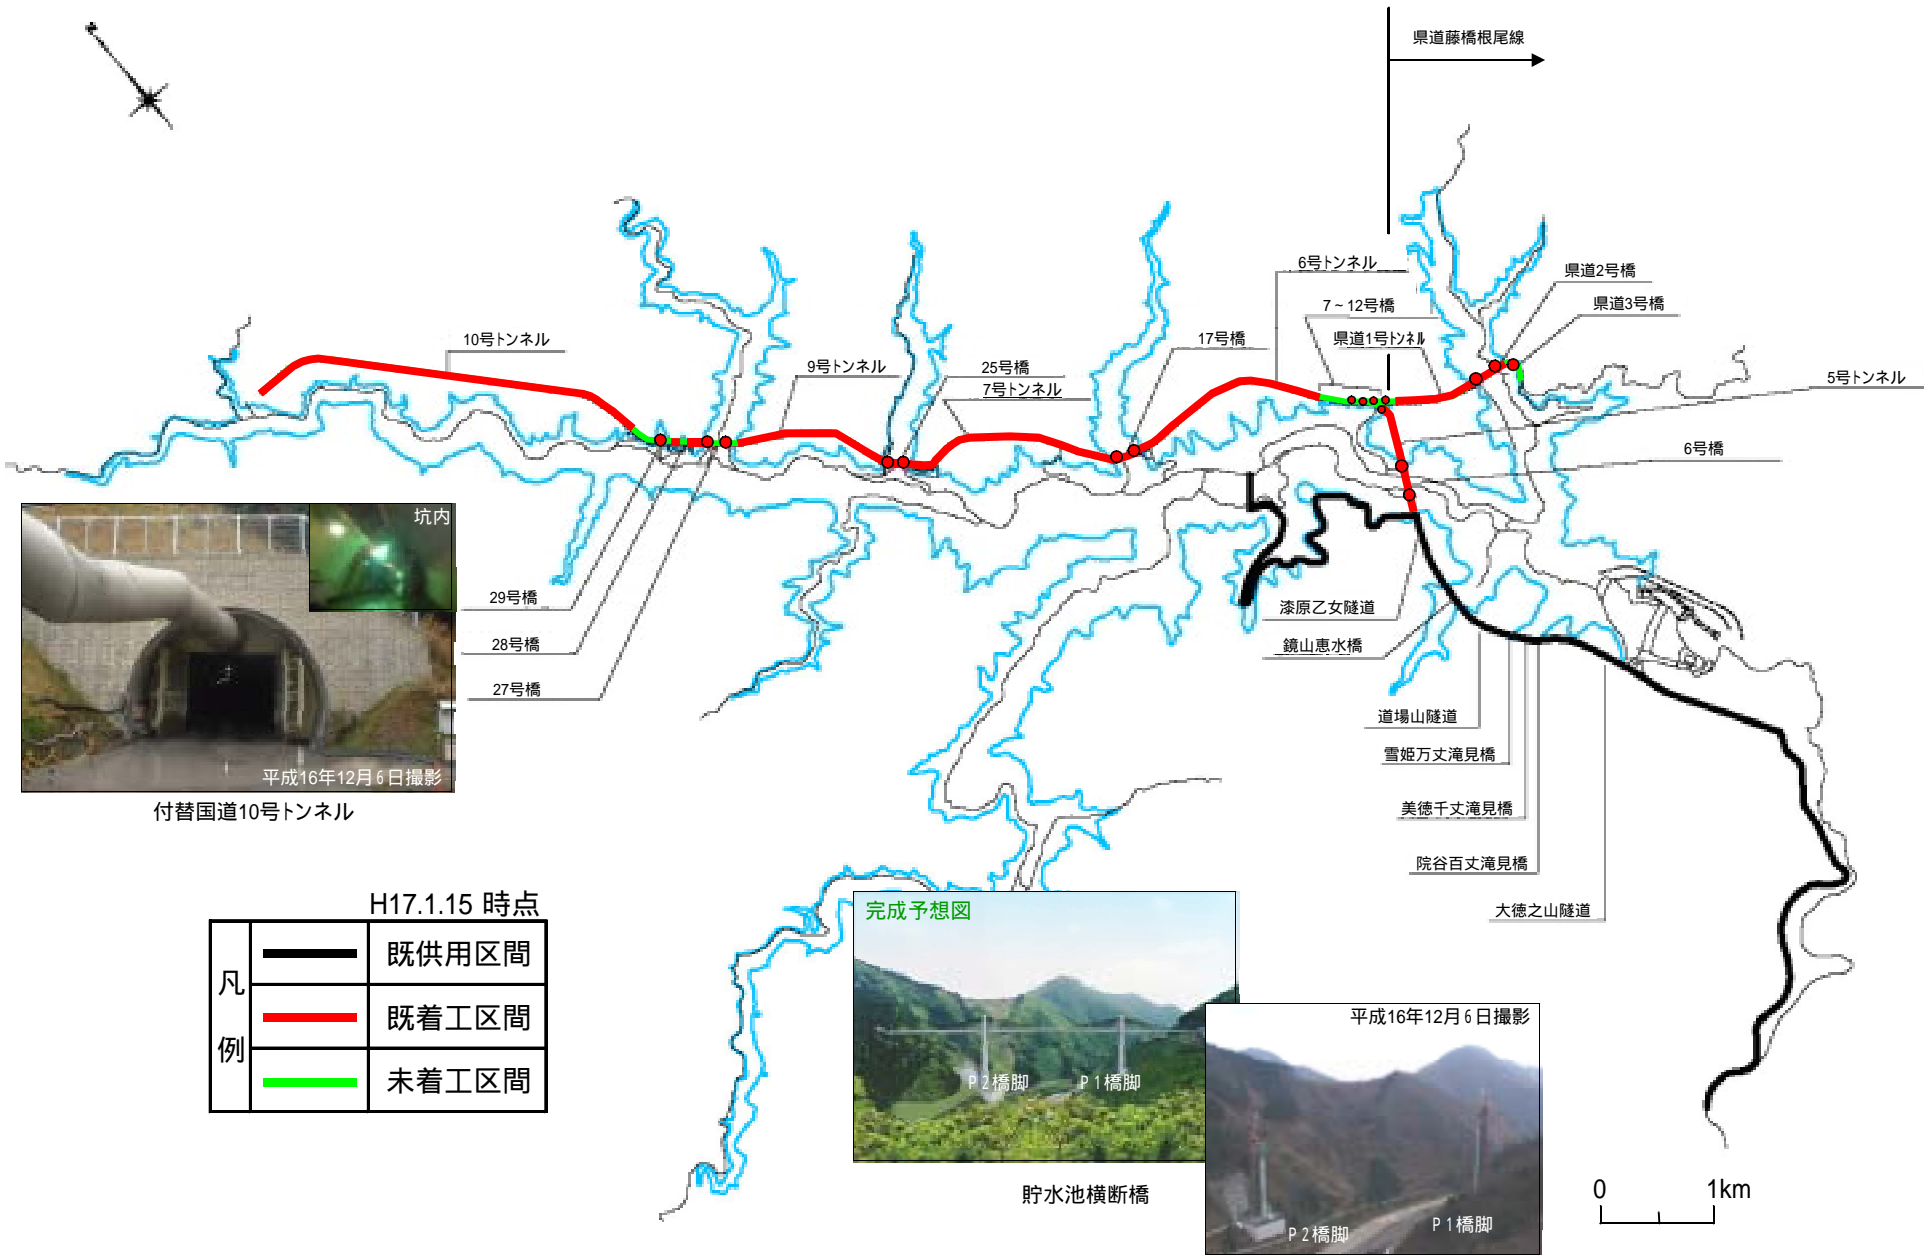 県道藤橋根尾線
6号トンネル
県道2号橋
7~12号橋
県道3号橋
10号トンネル
17号橋
県道1号トンネル
9号トンネル
25号橋
7号トンネル
5号トンネル
6号橋
坑内
29号橋
漆原乙女隧道
28号橋
鏡山恵水橋
27号橋
道場山隧道
雪姫万丈滝見橋
平成16年12月6日撮影
付替国道10号トンネル
美徳千丈滝見橋
院谷百丈滝見橋
大徳之山隧道
H17.1.15 時点
凡例
既供用区間
既着工区間
未着工区間
完成予想図
P2橋脚
P1橋脚
貯水池横断橋
平成16年12月6日撮影
P2橋脚
P1橋脚
0 1km